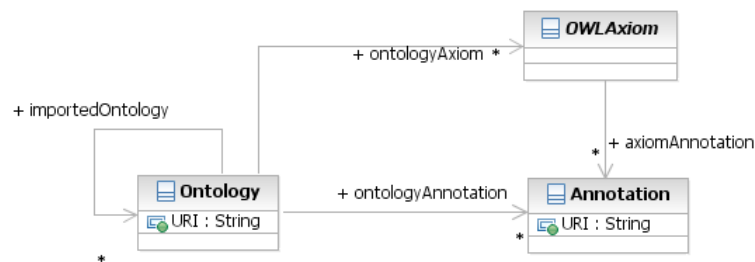 OWLAxiom
+ ontologyAxiom *
+ importedOntology
* + axiomAnnotation
Ontology
+ ontologyAnnotation
Annotation
URI : String
URI : String
*
*